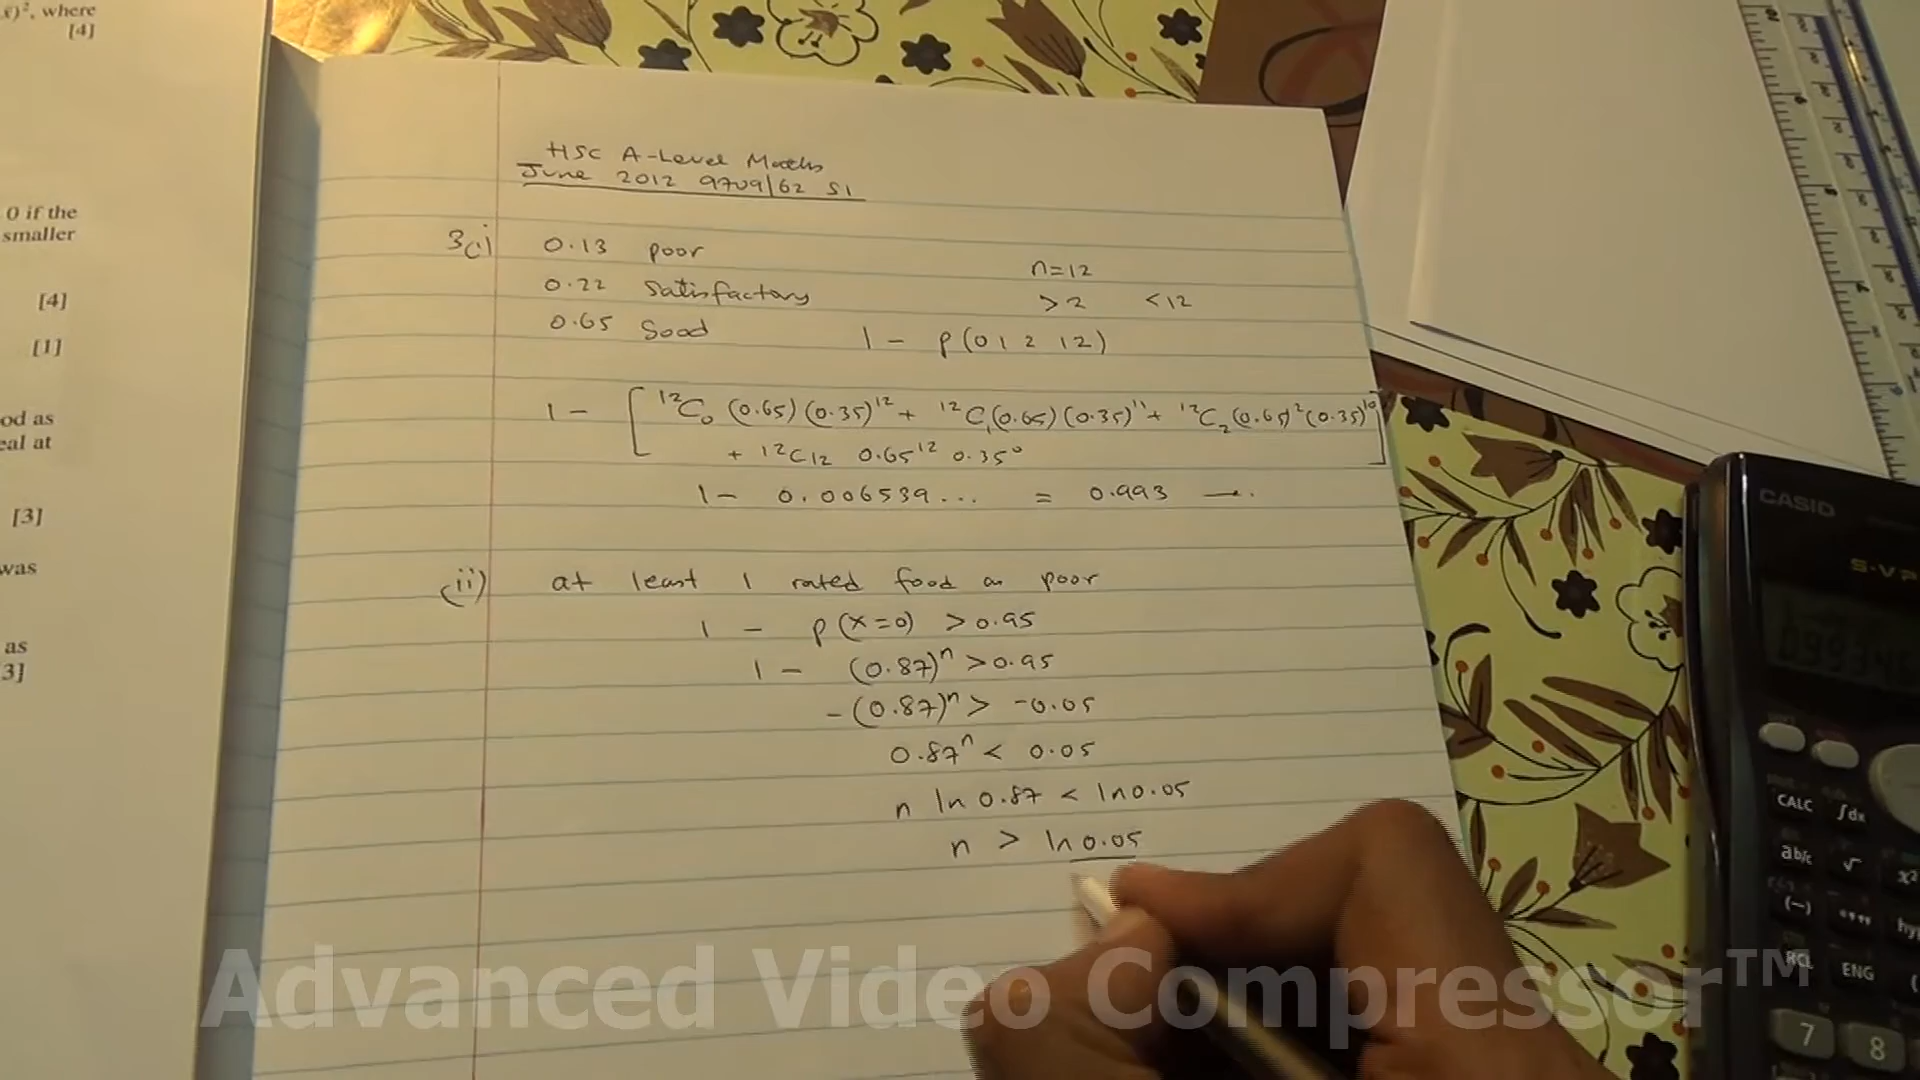 x̄)², where
[4]
0 if the
smaller
[4]
[1]
od as
eal at
[3]
was
as
3]
HSC A-Level Maths
June 2012 9709/62 S1
3(i) 0.13 poor
n=12
0.22 Satisfactory
>2 <12
0.65 Good
1 - P(0 1 2 12)
1 - [ ¹²C₀ (0.65)(0.35)¹² + ¹²C₁(0.65)(0.35)¹¹ + ¹²C₂(0.65)²(0.35)¹⁰
+ ¹²C12 0.65¹² 0.35⁰ ]
1 - 0.006539... = 0.993
(ii) at least 1 rated food as poor
1 - P(X=0) >0.95
1 - (0.87)ⁿ >0.95
-(0.87)ⁿ > -0.05
0.87ⁿ < 0.05
n ln 0.87 < ln 0.05
n > ln 0.05
CASIO
S-VP
CALC ∫dx
ab/c √ x²
(−) °,,, hy
RCL ENG (
7 8
Advanced Video Compressor™